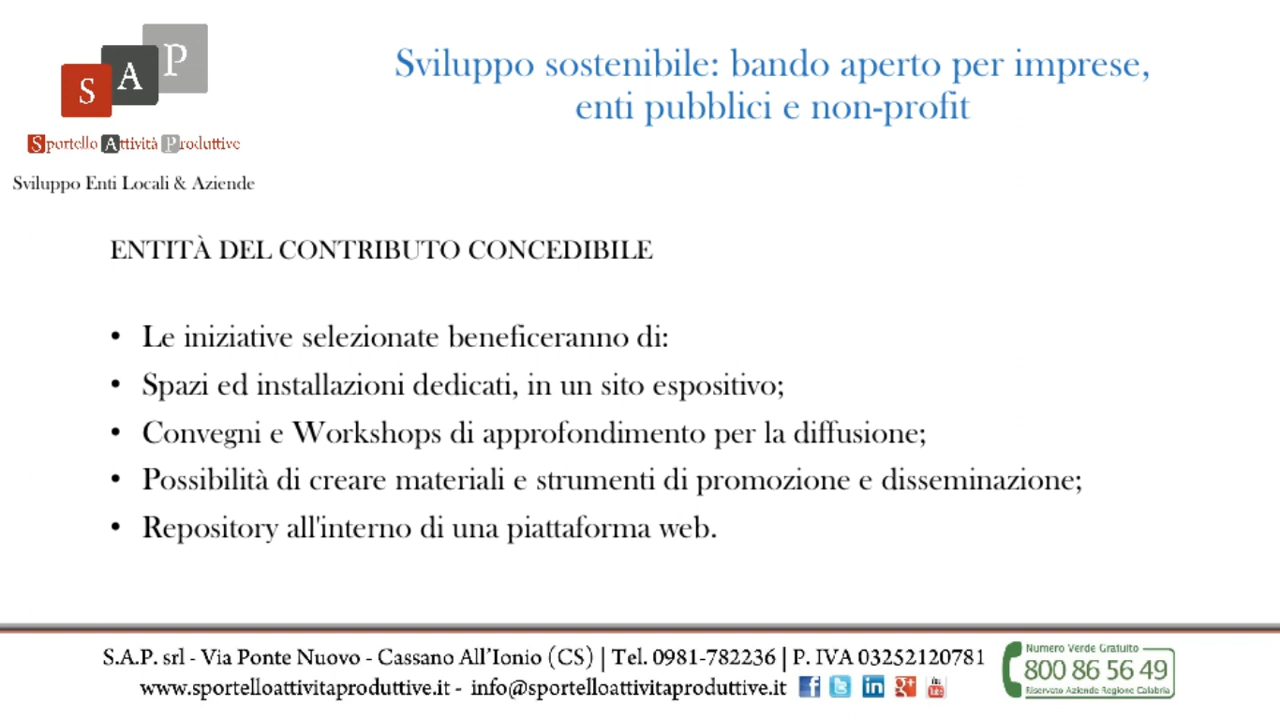 S A P
Sportello Attività Produttive
Sviluppo Enti Locali & Aziende
Sviluppo sostenibile: bando aperto per imprese,
enti pubblici e non-profit
ENTITÀ DEL CONTRIBUTO CONCEDIBILE
• Le iniziative selezionate beneficeranno di:
• Spazi ed installazioni dedicati, in un sito espositivo;
• Convegni e Workshops di approfondimento per la diffusione;
• Possibilità di creare materiali e strumenti di promozione e disseminazione;
• Repository all'interno di una piattaforma web.
S.A.P. srl - Via Ponte Nuovo - Cassano All’Ionio (CS) | Tel. 0981-782236 | P. IVA 03252120781
www.sportelloattivitaproduttive.it - info@sportelloattivitaproduttive.it
Numero Verde Gratuito
800 86 56 49
Riservato Aziende Regione Calabria